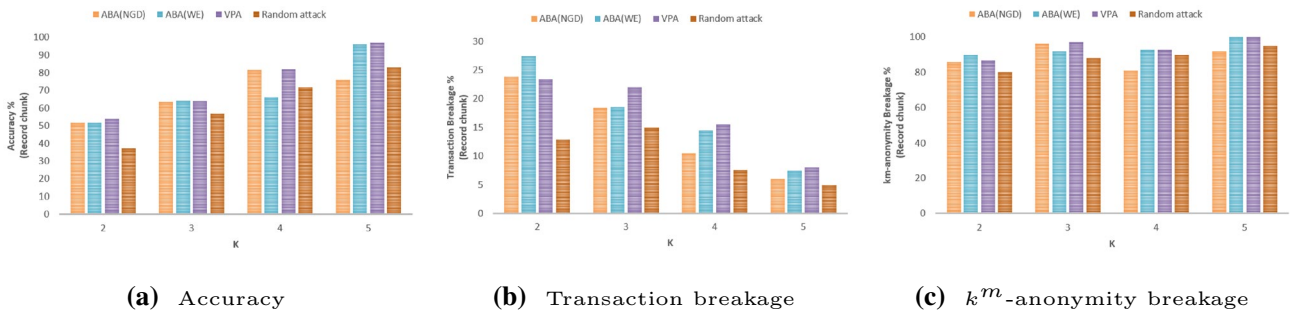 ABA(NGD) ABA(WE) VPA Random attack
Accuracy %
(Record chunk)
100
90
80
70
60
50
40
30
20
10
0
2 3 4 5
K
(a) Accuracy
ABA(NGD) ABA(WE) VPA Random attack
Transaction Breakage %
(Record chunk)
30
25
20
15
10
5
0
2 3 4 5
K
(b) Transaction breakage
ABA(NGD) ABA(WE) VPA Random attack
km-anonymity breakage %
(Record chunk)
100
80
60
40
20
0
2 3 4 5
K
(c) k^m-anonymity breakage